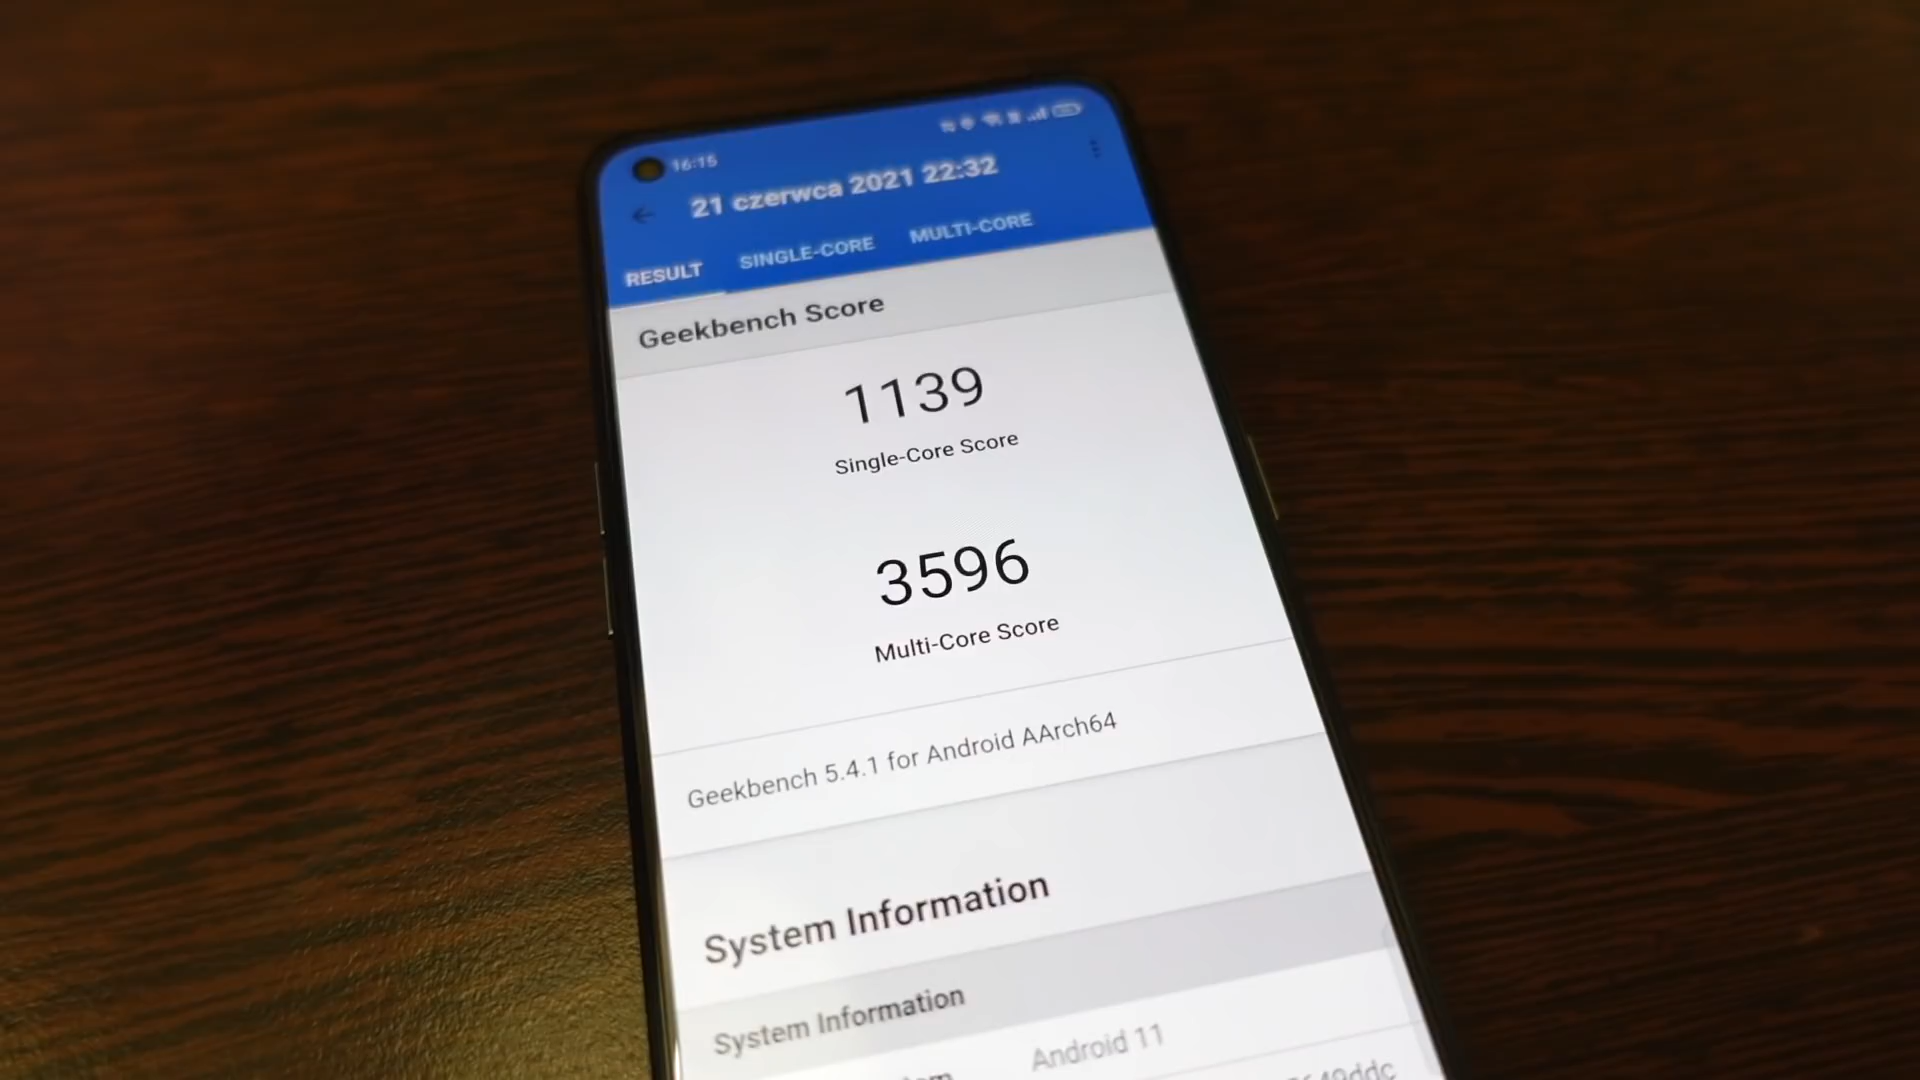 16:15
21 czerwca 2021 22:32
RESULT SINGLE-CORE MULTI-CORE
Geekbench Score
1139
Single-Core Score
3596
Multi-Core Score
Geekbench 5.4.1 for Android AArch64
System Information
System Information
Android 11